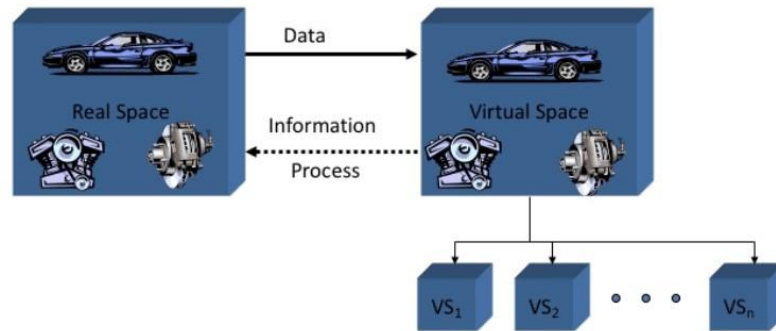 Data
Real Space
Virtual Space
Information
Process
VS₁
VS₂
VSₙ